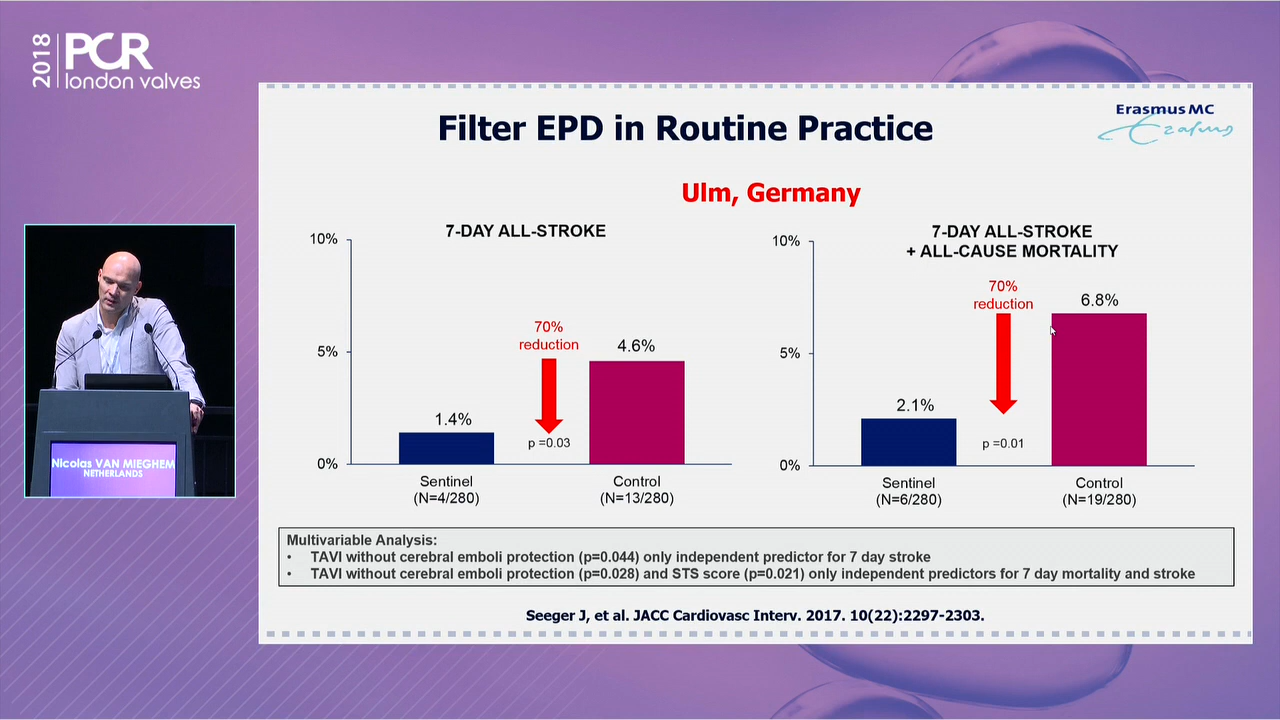 2018
PCR
london valves
Erasmus MC
Erasmus
Filter EPD in Routine Practice
Ulm, Germany
7-DAY ALL-STROKE
10%
5%
0%
70%
reduction
p =0.03
1.4%
4.6%
Sentinel
(N=4/280)
Control
(N=13/280)
7-DAY ALL-STROKE
+ ALL-CAUSE MORTALITY
10%
5%
0%
70%
reduction
p =0.01
2.1%
6.8%
Sentinel
(N=6/280)
Control
(N=19/280)
Multivariable Analysis:
• TAVI without cerebral emboli protection (p=0.044) only independent predictor for 7 day stroke
• TAVI without cerebral emboli protection (p=0.028) and STS score (p=0.021) only independent predictors for 7 day mortality and stroke
Seeger J, et al. JACC Cardiovasc Interv. 2017. 10(22):2297-2303.
Nicolas VAN MIEGHEM
NETHERLANDS